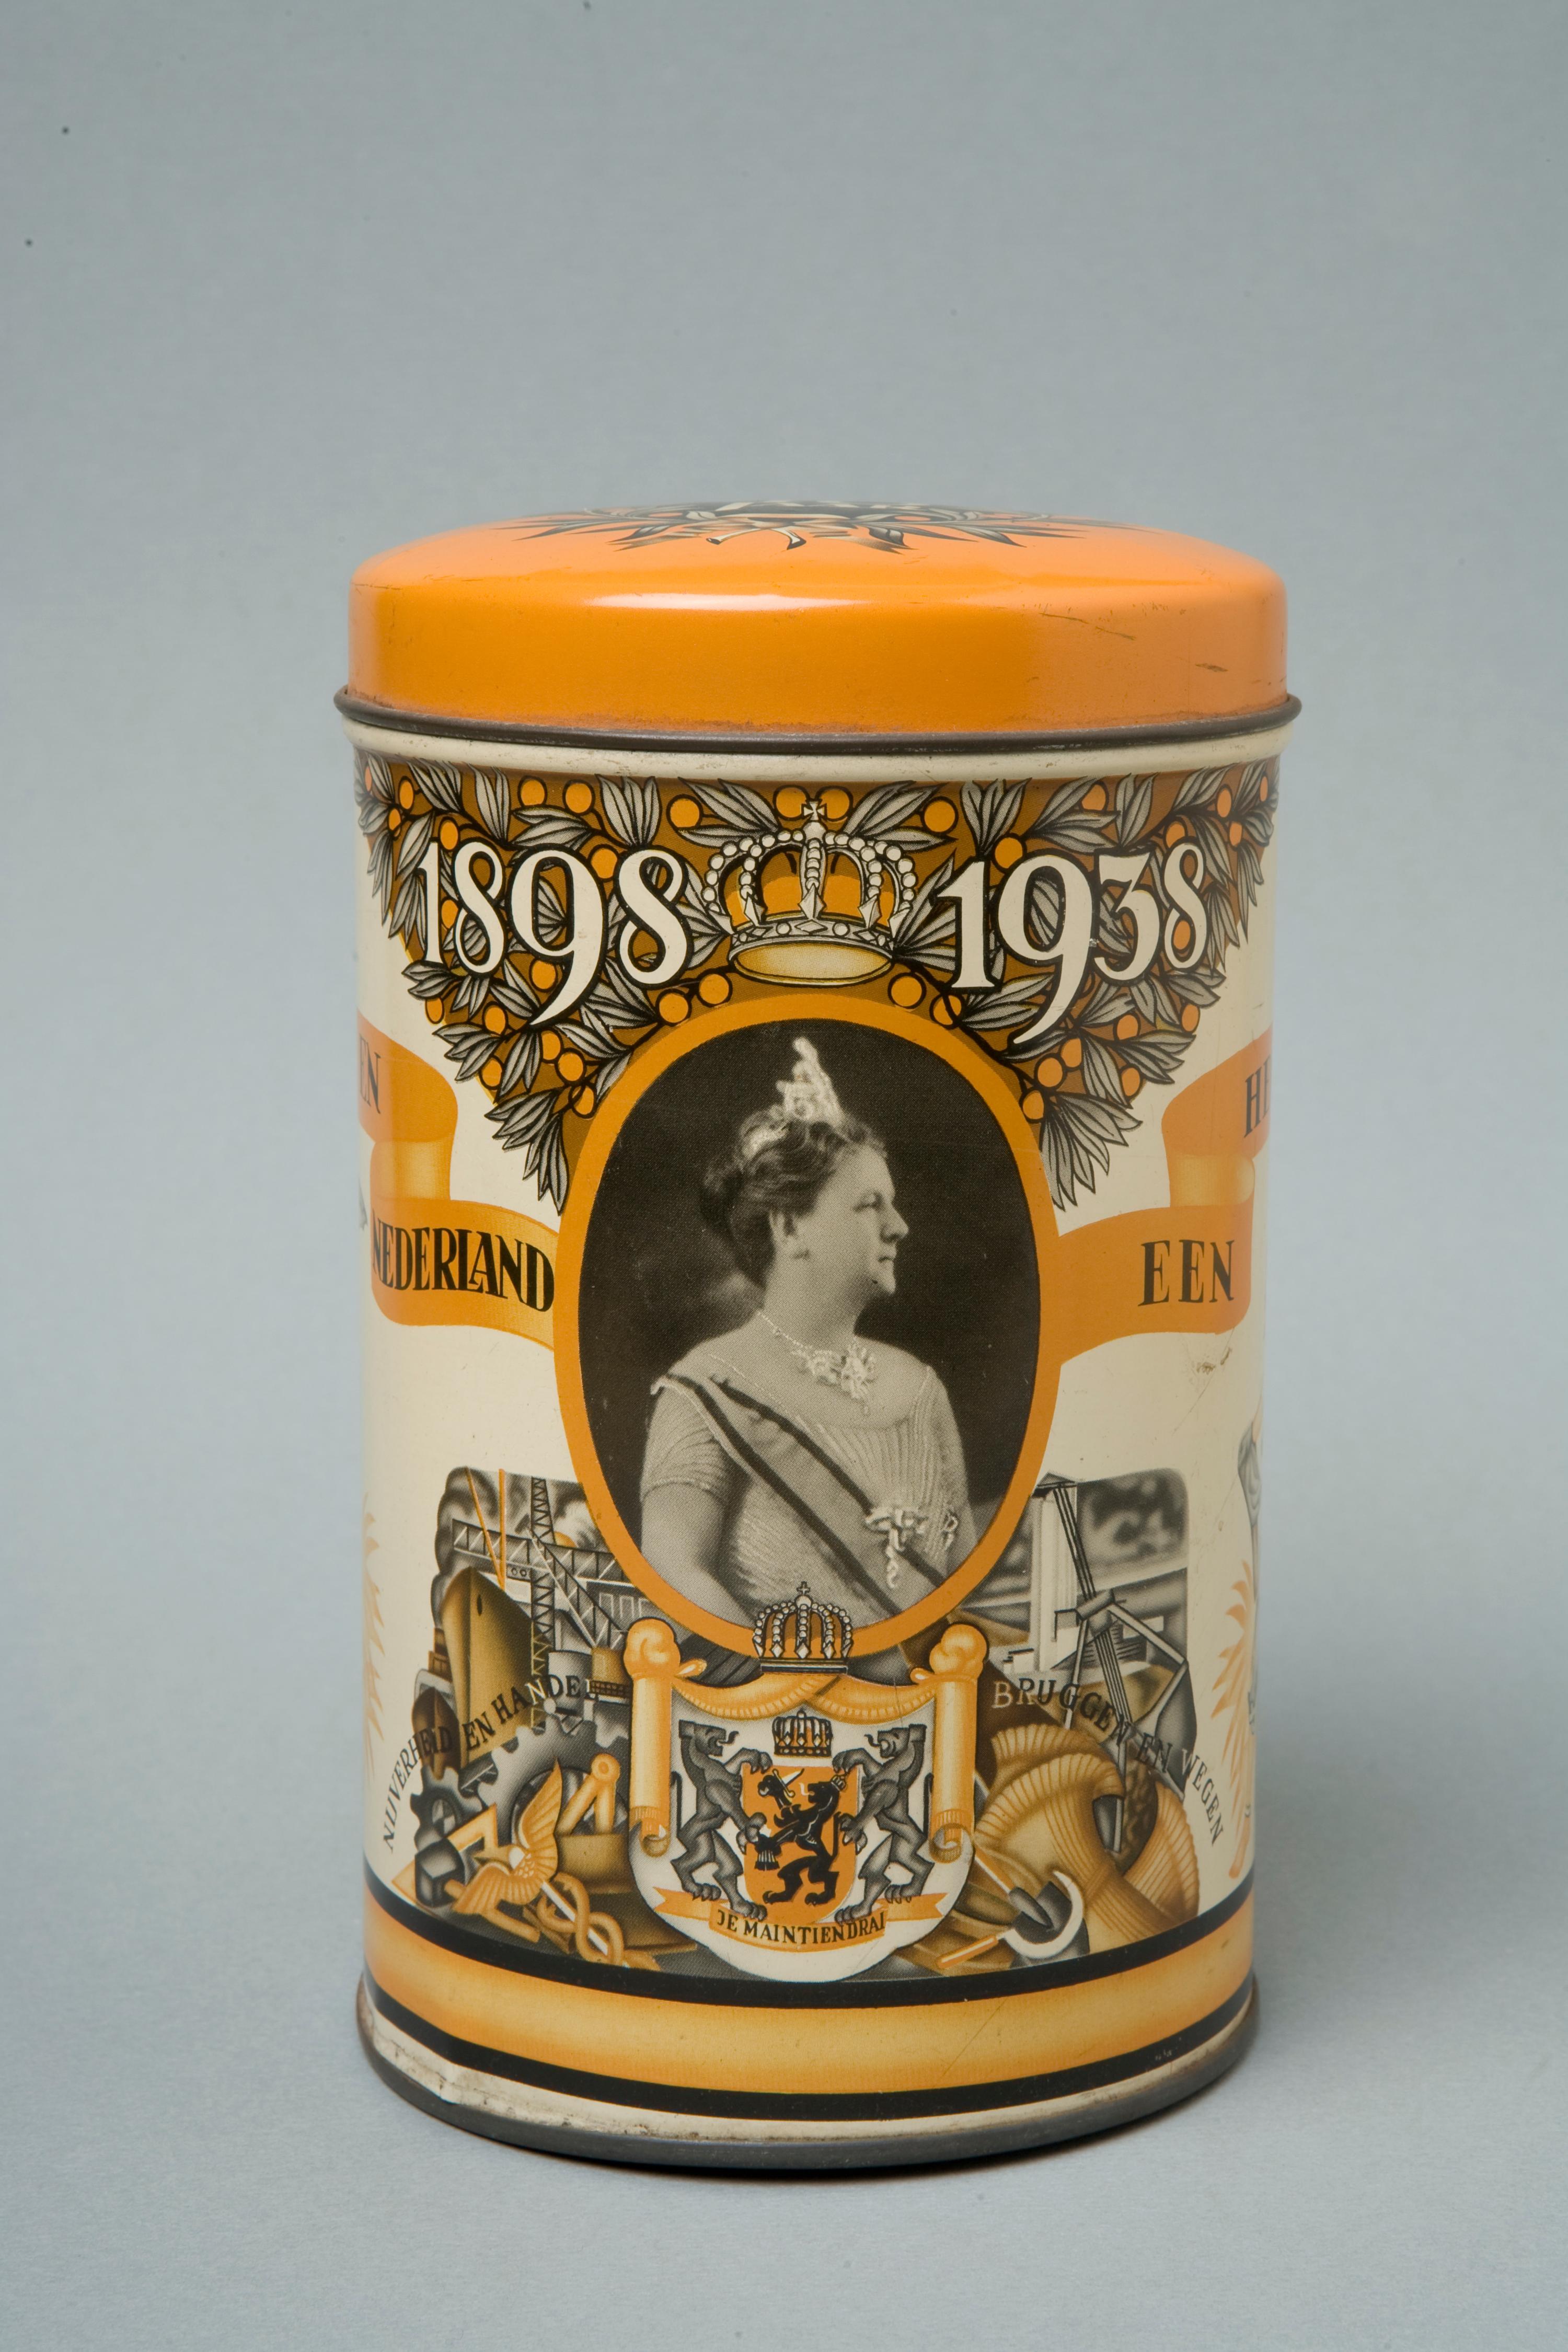 1898 1938
NEDERLAND
EEN
NIJVERHEID EN HANDEL
BRUGGEN EN WEGEN
JE MAINTIENDRAI